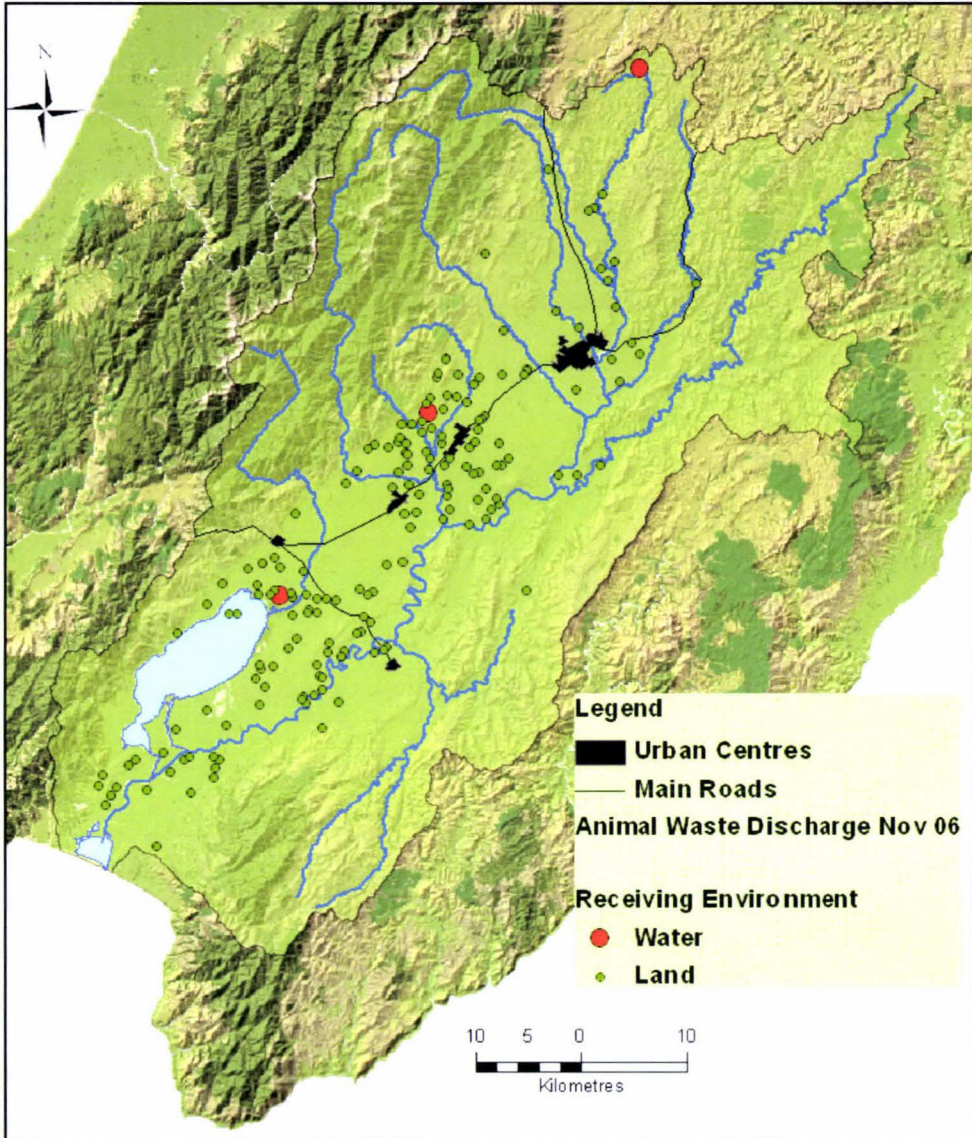 N
Legend
Urban Centres
Main Roads
Animal Waste Discharge Nov 06
Receiving Environment
Water
Land
10 5 0 10
Kilometres